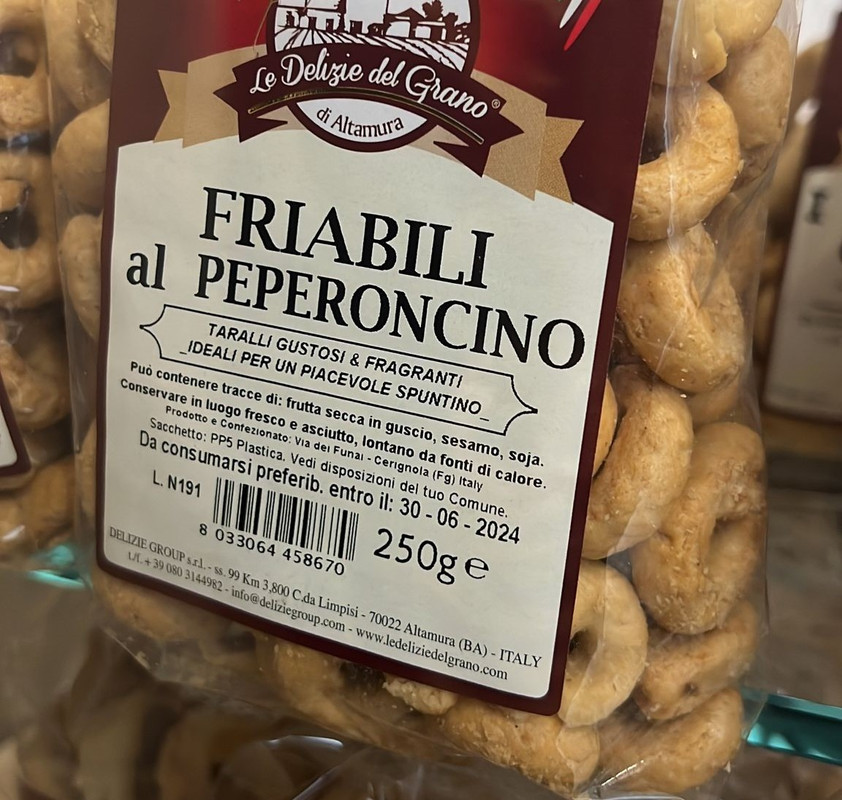 Le Delizie del Grano®
di Altamura
FRIABILI
al PEPERONCINO
TARALLI GUSTOSI & FRAGRANTI
_IDEALI PER UN PIACEVOLE SPUNTINO_
Può contenere tracce di: frutta secca in guscio, sesamo, soja.
Conservare in luogo fresco e asciutto, lontano da fonti di calore.
Prodotto e Confezionato: Via dei Funai - Cerignola (Fg) Italy
Sacchetto: PP5 Plastica. Vedi disposizioni del tuo Comune.
Da consumarsi preferib. entro il: 30 - 06 - 2024
L. N191
8 033064 458670
250g e
DELIZIE GROUP s.r.l. - ss. 99 Km 3,800 C.da Limpisi - 70022 Altamura (BA) - ITALY
t./f. + 39 080 3144982 - info@deliziegroup.com - www.ledeliziedelgrano.com